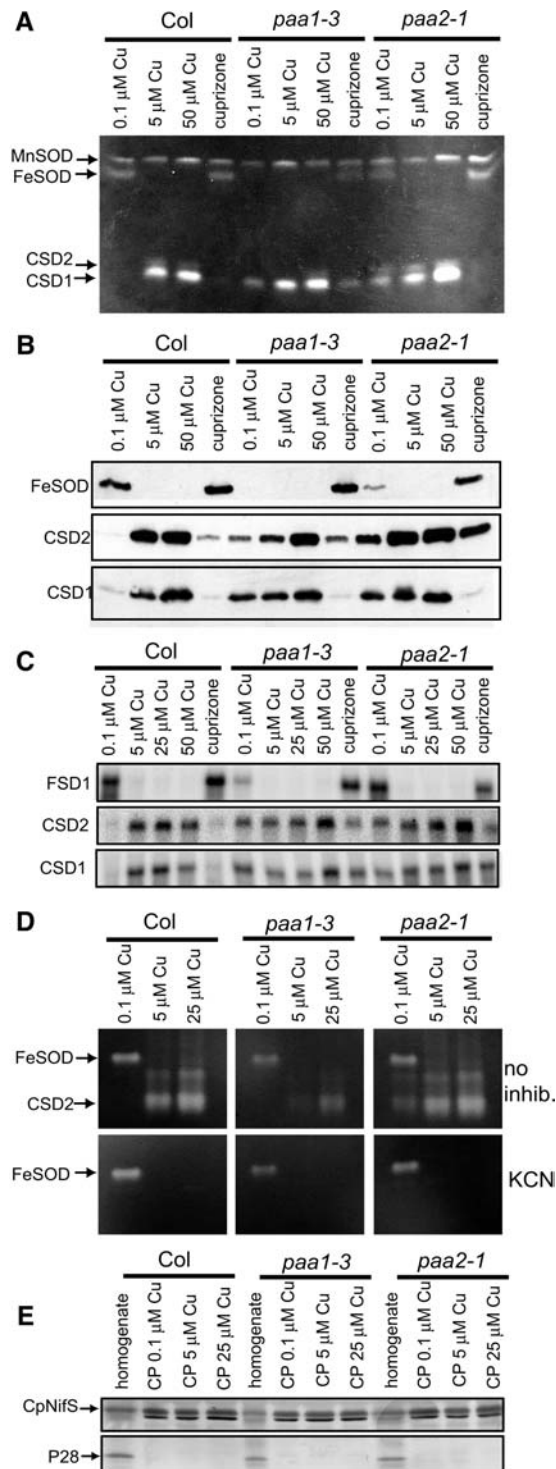 A
Col paa1-3 paa2-1
0.1 μM Cu 5 μM Cu 50 μM Cu cuprizone 0.1 μM Cu 5 μM Cu 50 μM Cu cuprizone 0.1 μM Cu 5 μM Cu 50 μM Cu cuprizone
MnSOD
FeSOD
CSD2
CSD1
B
Col paa1-3 paa2-1
0.1 μM Cu 5 μM Cu 50 μM Cu cuprizone 0.1 μM Cu 5 μM Cu 50 μM Cu cuprizone 0.1 μM Cu 5 μM Cu 50 μM Cu cuprizone
FeSOD
CSD2
CSD1
C
Col paa1-3 paa2-1
0.1 μM Cu 5 μM Cu 25 μM Cu 50 μM Cu cuprizone 0.1 μM Cu 5 μM Cu 25 μM Cu 50 μM Cu cuprizone 0.1 μM Cu 5 μM Cu 25 μM Cu 50 μM Cu cuprizone
FSD1
CSD2
CSD1
D
Col paa1-3 paa2-1
0.1 μM Cu 5 μM Cu 25 μM Cu 0.1 μM Cu 5 μM Cu 25 μM Cu 0.1 μM Cu 5 μM Cu 25 μM Cu
FeSOD
no
inhib.
CSD2
FeSOD
KCN
E
Col paa1-3 paa2-1
homogenate CP 0.1 μM Cu CP 5 μM Cu CP 25 μM Cu homogenate CP 0.1 μM Cu CP 5 μM Cu CP 25 μM Cu homogenate CP 0.1 μM Cu CP 5 μM Cu CP 25 μM Cu
CpNifS
P28